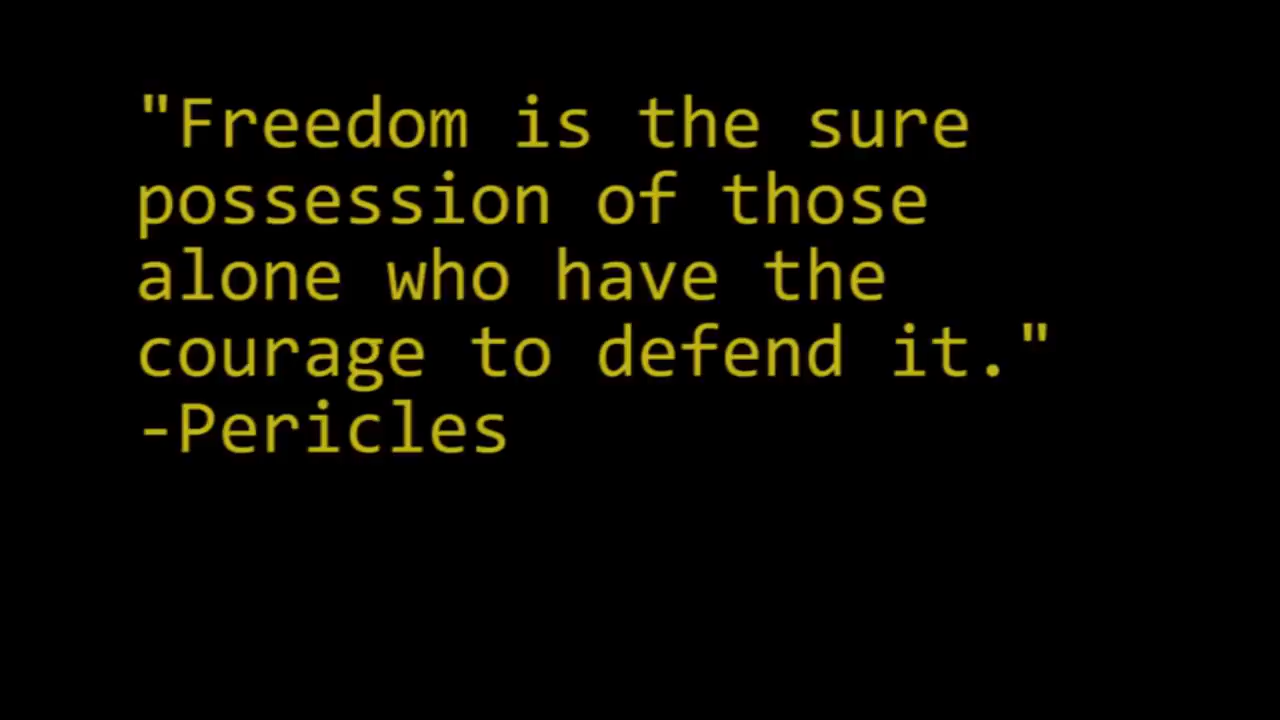 "Freedom is the sure
possession of those
alone who have the
courage to defend it."
-Pericles